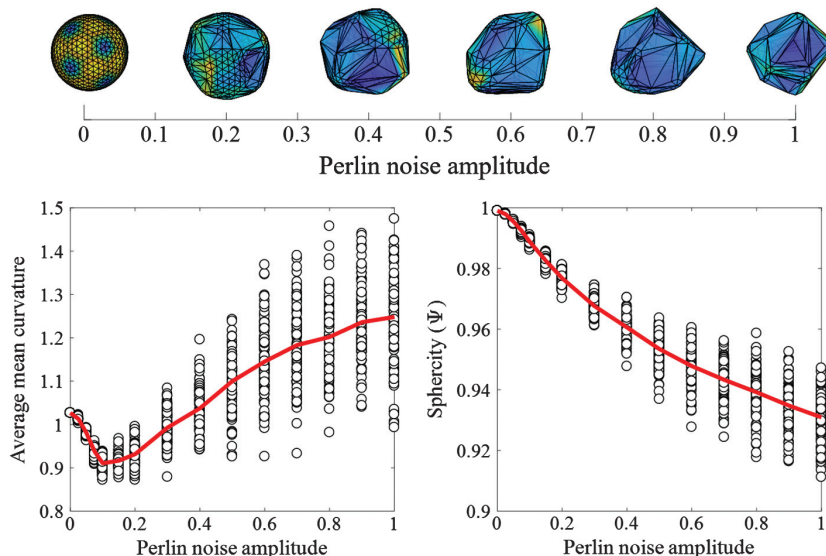 0 0.1 0.2 0.3 0.4 0.5 0.6 0.7 0.8 0.9 1
Perlin noise amplitude
1.5
1.4
1.3
1.2
1.1
1
0.9
0.8
Average mean curvature
0 0.2 0.4 0.6 0.8 1
Perlin noise amplitude
1
0.98
0.96
0.94
0.92
0.9
Sphercity (Ψ)
0 0.2 0.4 0.6 0.8 1
Perlin noise amplitude